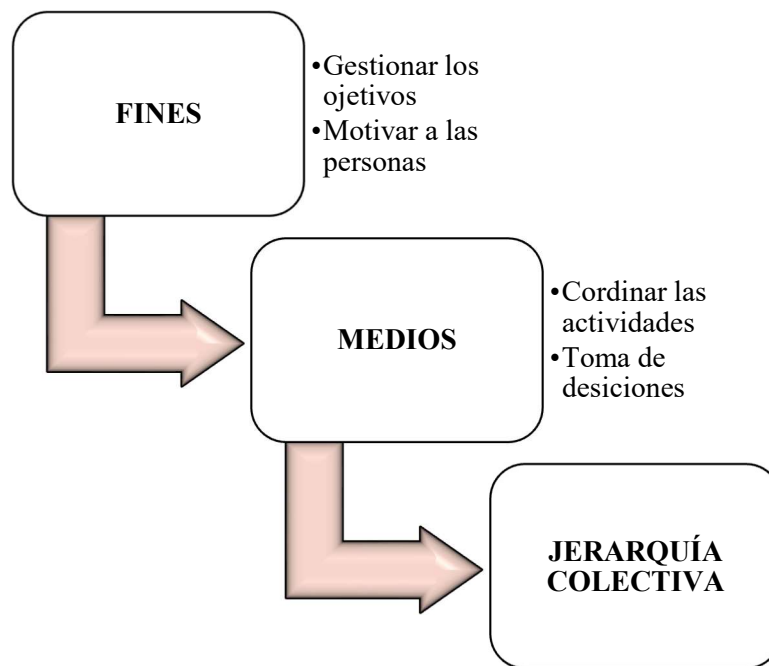 FINES
•Gestionar los
ojetivos
•Motivar a las
personas
MEDIOS
•Cordinar las
actividades
•Toma de
desiciones
JERARQUÍA
COLECTIVA